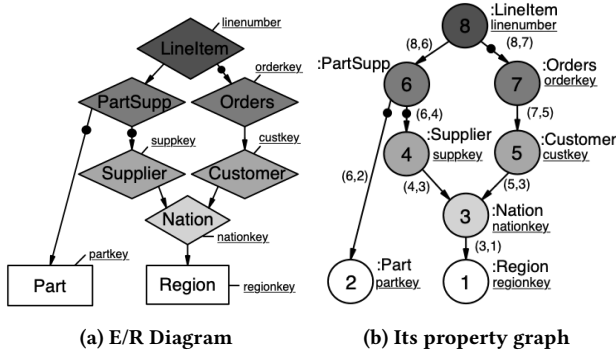 LineItem
linenumber
orderkey
PartSupp
Orders
suppkey
custkey
Supplier
Customer
Nation
nationkey
partkey
Part
Region
regionkey
(a) E/R Diagram
8
:LineItem
linenumber
(8,6)
(8,7)
:PartSupp
6
7
:Orders
orderkey
(6,4)
(7,5)
4
:Supplier
suppkey
5
:Customer
custkey
(6,2)
(4,3)
(5,3)
3
:Nation
nationkey
(3,1)
2
:Part
partkey
1
:Region
regionkey
(b) Its property graph